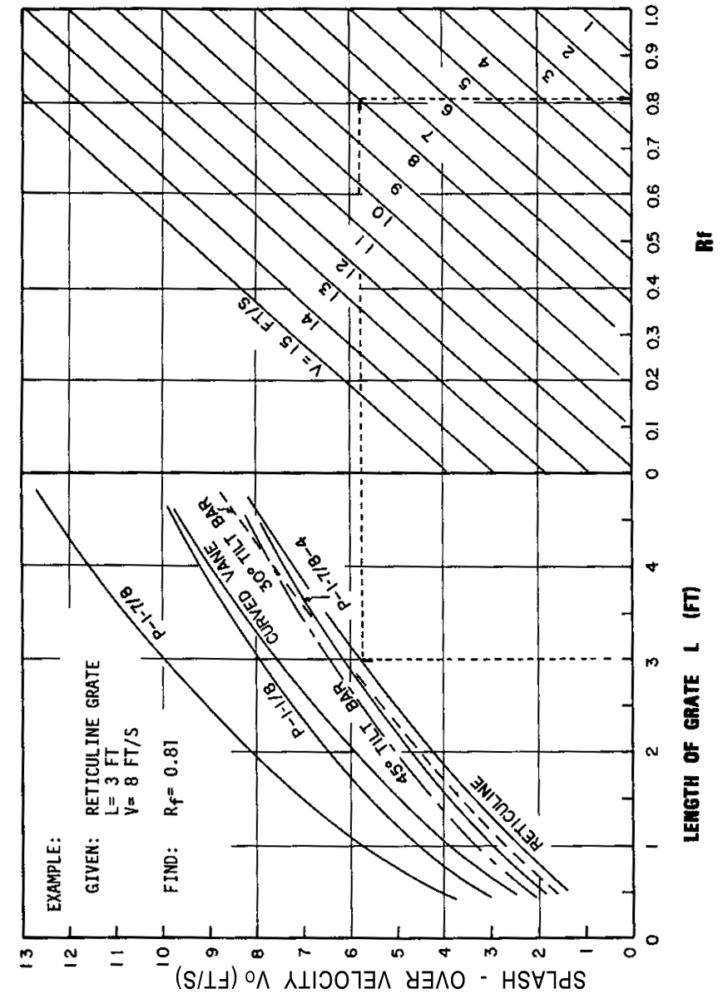 EXAMPLE:
GIVEN: RETICULINE GRATE
L= 3 FT
V= 8 FT/S
FIND: Rf= 0.81
P-1-7/8
P-1-1/8
CURVED VANE
30° TILT BAR
45° TILT BAR
P-1-7/8-4
RETICULINE
V= 15 FT/S
14
13
12
11
10
9
8
7
6
5
4
3
2
1
SPLASH - OVER VELOCITY Vo (FT/S)
13
12
11
10
9
8
7
6
5
4
3
2
1
0
0
1
2
3
4
LENGTH OF GRATE L (FT)
0
0.1
0.2
0.3
0.4
0.5
0.6
0.7
0.8
0.9
1.0
Rf